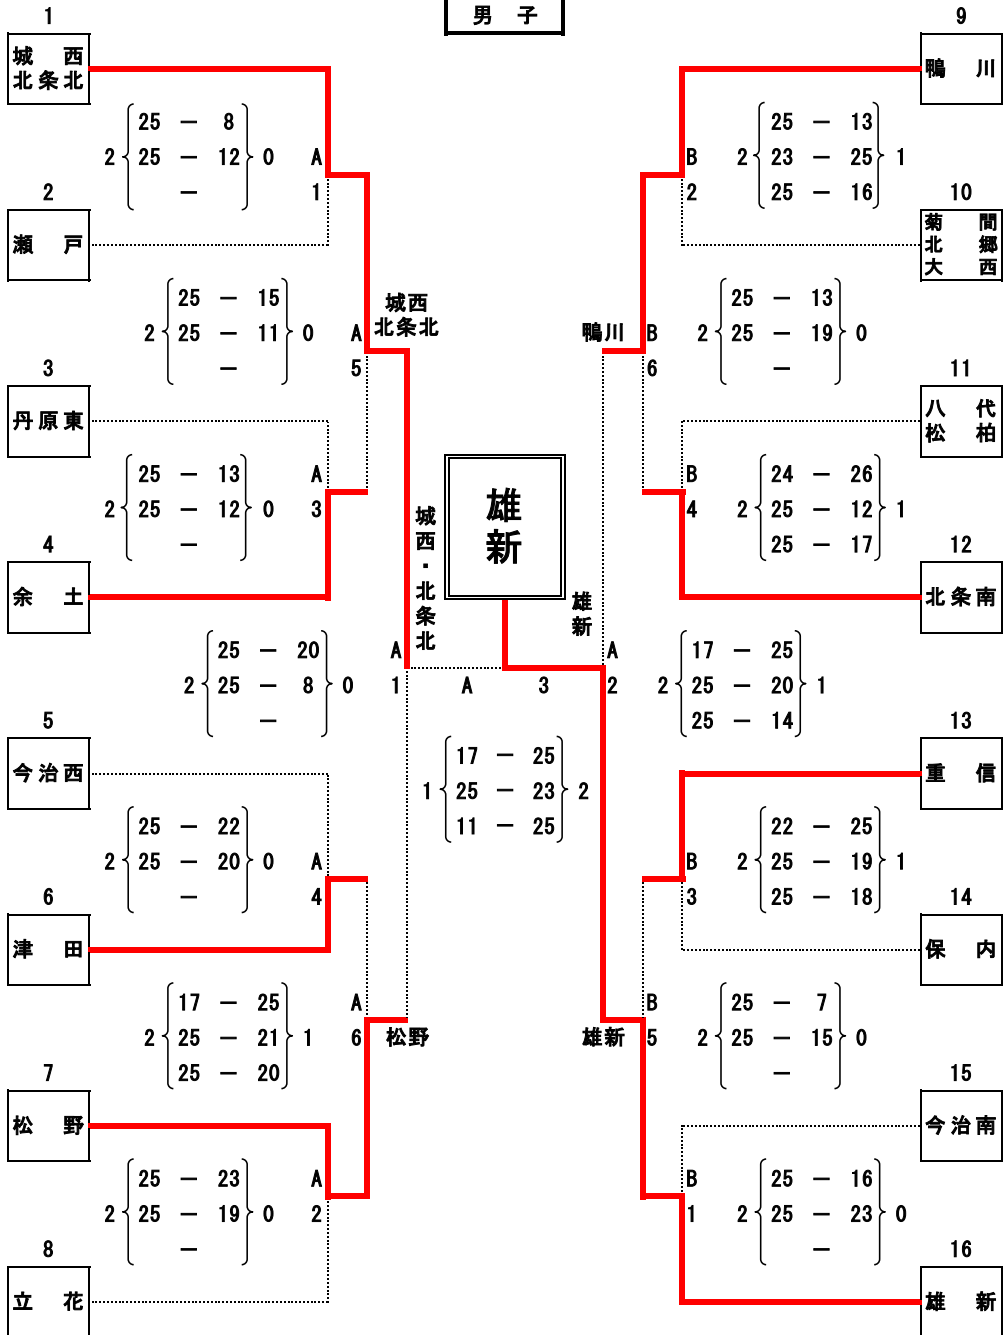 男 子
1
城 西
北条北
25 － 8
2 25 － 12 0 A
－ 1
2
瀬 戸
25 － 15
2 25 － 11 0 A
－ 5
城西
北条北
3
丹原東
25 － 13 A
2 25 － 12 0 3
－
4
余 土
城西・北条北
25 － 20 A
2 25 － 8 0 1
－
5
今治西
25 － 22
2 25 － 20 0 A
－ 4
6
津 田
17 － 25 A
2 25 － 21 1 6
25 － 20
松野
7
松 野
25 － 23 A
2 25 － 19 0 2
－
8
立 花
雄新
A 3
17 － 25
1 25 － 23 2
11 － 25
9
鴨 川
25 － 13
B 2 23 － 25 1
2 25 － 16
10
菊 間
北 郷
大 西
鴨川
25 － 13
B 2 25 － 19 0
6 －
11
八 代
松 柏
B 24 － 26
4 2 25 － 12 1
25 － 17
12
北条南
雄新
A 17 － 25
2 2 25 － 20 1
25 － 14
13
重 信
22 － 25
B 2 25 － 19 1
3 25 － 18
14
保 内
雄新
B 25 － 7
5 2 25 － 15 0
－
15
今治南
B 25 － 16
1 2 25 － 23 0
－
16
雄 新